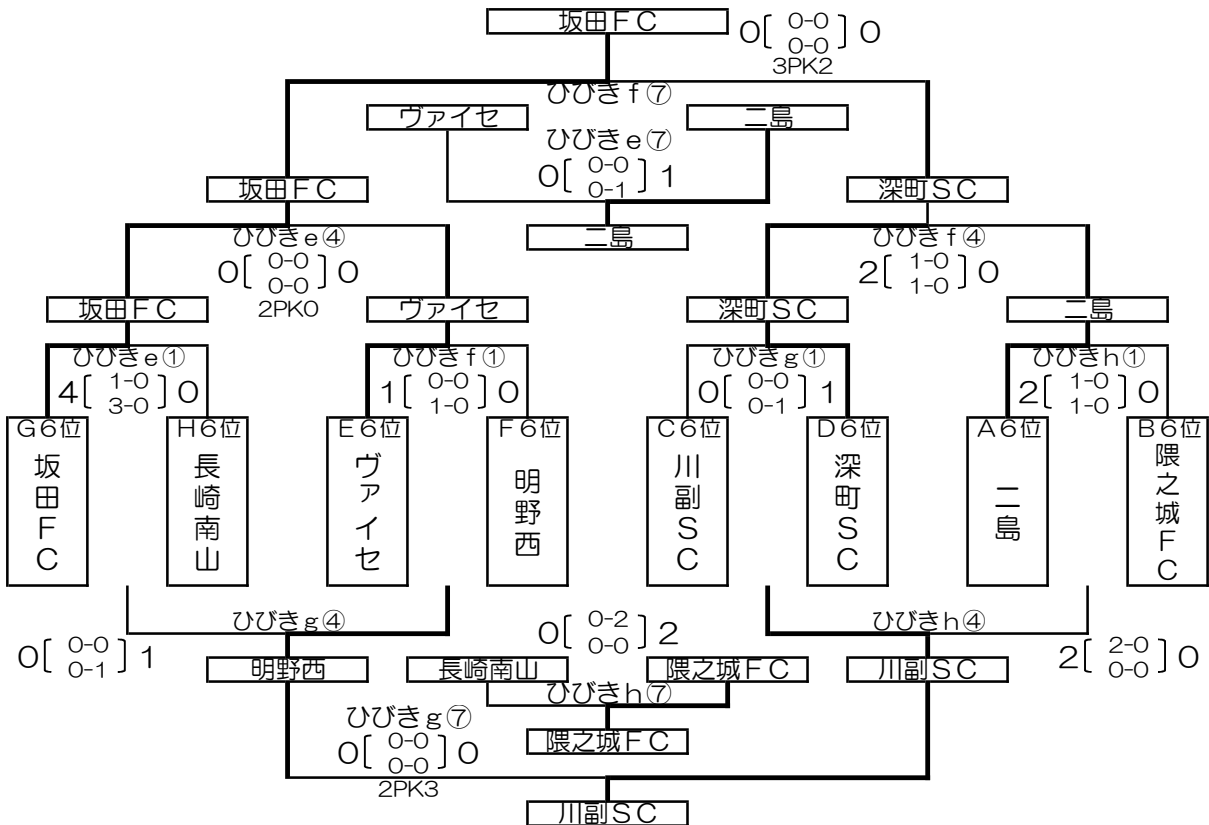 坂田ＦＣ
0[ 0-0 0-0 ]0
3PK2
ひびきｆ⑦
ヴァイセ
二島
ひびきｅ⑦
0[ 0-0 0-1 ]1
坂田ＦＣ
深町ＳＣ
二島
ひびきｅ④
0[ 0-0 0-0 ]0
2PK0
ひびきｆ④
2[ 1-0 1-0 ]0
坂田ＦＣ
ヴァイセ
深町ＳＣ
二島
ひびきｅ①
4[ 1-0 3-0 ]0
ひびきｆ①
1[ 0-0 1-0 ]0
ひびきｇ①
0[ 0-0 0-1 ]1
ひびきｈ①
2[ 1-0 1-0 ]0
Ｇ６位
坂田ＦＣ
Ｈ６位
長崎南山
Ｅ６位
ヴァイセ
Ｆ６位
明野西
Ｃ６位
川副ＳＣ
Ｄ６位
深町ＳＣ
Ａ６位
二島
Ｂ６位
隈之城ＦＣ
ひびきｇ④
0[ 0-0 0-1 ]1
0[ 0-2 0-0 ]2
ひびきｈ④
2[ 2-0 0-0 ]0
明野西
長崎南山
隈之城ＦＣ
川副ＳＣ
ひびきｈ⑦
隈之城ＦＣ
ひびきｇ⑦
0[ 0-0 0-0 ]0
2PK3
川副ＳＣ